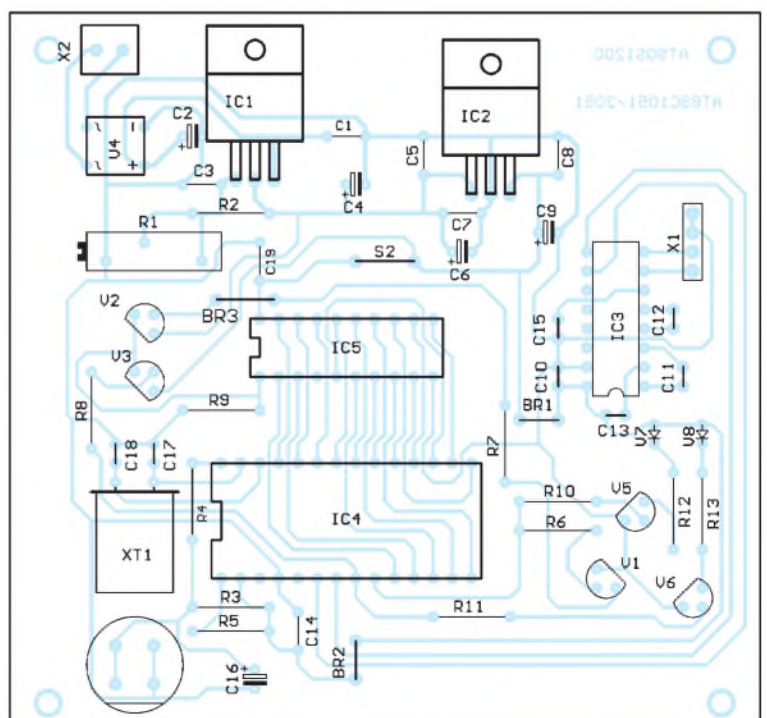 X2
IC1
IC2
AT90S1200
AT89C1051/2051
V4
~
-
~
+
C2
+
C1
C5
C8
C3
C4
+
R2
C7
C9
+
R1
C19
S2
C6
+
X1
V2
BR3
IC5
C15
IC3
C12
V3
R8
R9
C10
C11
BR1
C13
V7
V8
C18
C17
R7
R4
IC4
R10
V5
R6
R12
R13
XT1
V1
V6
R3
R5
C14
R11
BR2
C16
+